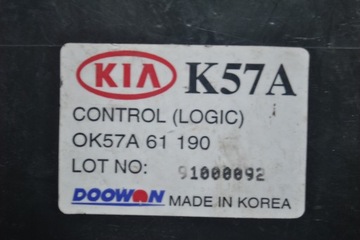 KIA K57A
CONTROL (LOGIC)
OK57A 61 190
LOT NO: 91000092
DOOWON MADE IN KOREA